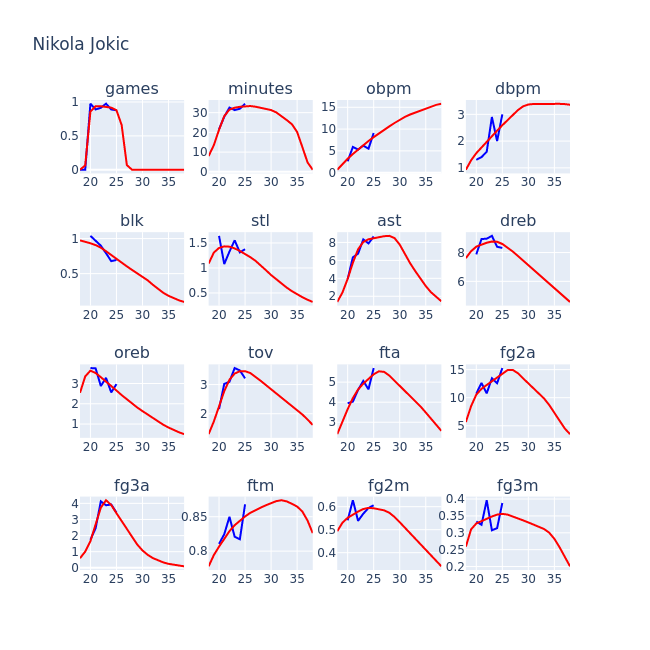 Nikola Jokic
games minutes obpm dbpm
1 0.5 0 20 25 30 35
30 20 10 0 20 25 30 35
15 10 5 0 20 25 30 35
3 2 1 20 25 30 35
blk stl ast dreb
1 0.5 20 25 30 35
1.5 1 0.5 20 25 30 35
8 6 4 2 20 25 30 35
8 6 20 25 30 35
oreb tov fta fg2a
3 2 1 20 25 30 35
3 2 20 25 30 35
5 4 3 20 25 30 35
15 10 5 20 25 30 35
fg3a ftm fg2m fg3m
4 3 2 1 0 20 25 30 35
0.85 0.8 20 25 30 35
0.6 0.5 0.4 20 25 30 35
0.4 0.35 0.3 0.25 0.2 20 25 30 35